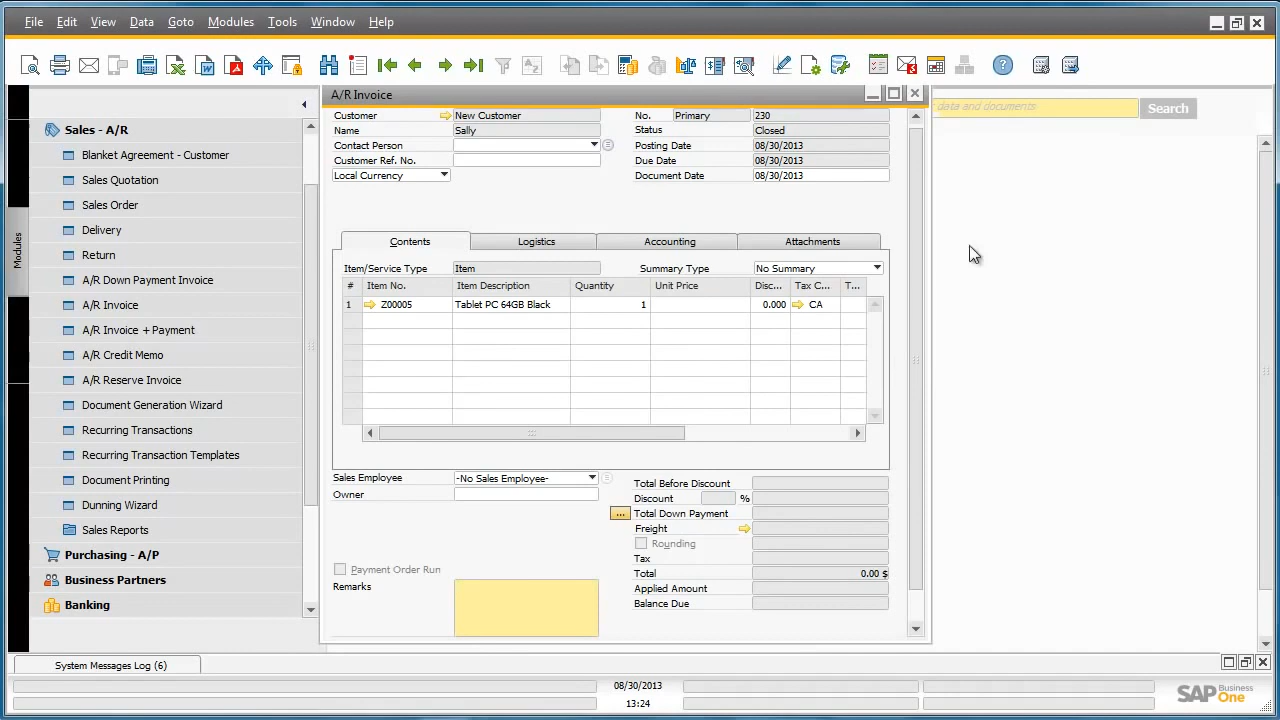 File Edit View Data Goto Modules Tools Window Help
A/R Invoice
data and documents Search
Modules
Sales - A/R
Blanket Agreement - Customer
Sales Quotation
Sales Order
Delivery
Return
A/R Down Payment Invoice
A/R Invoice
A/R Invoice + Payment
A/R Credit Memo
A/R Reserve Invoice
Document Generation Wizard
Recurring Transactions
Recurring Transaction Templates
Document Printing
Dunning Wizard
Sales Reports
Purchasing - A/P
Business Partners
Banking
Customer New Customer
Name Sally
Contact Person
Customer Ref. No.
Local Currency
No. Primary 230
Status Closed
Posting Date 08/30/2013
Due Date 08/30/2013
Document Date 08/30/2013
Contents Logistics Accounting Attachments
Item/Service Type Item Summary Type No Summary
# Item No. Item Description Quantity Unit Price Disc... Tax C... T...
1 Z00005 Tablet PC 64GB Black 1 0.000 CA
Sales Employee -No Sales Employee-
Owner
Payment Order Run
Remarks
Total Before Discount
Discount %
... Total Down Payment
Freight
Rounding
Tax
Total 0.00 $
Applied Amount
Balance Due
System Messages Log (6)
08/30/2013
13:24
SAP Business One